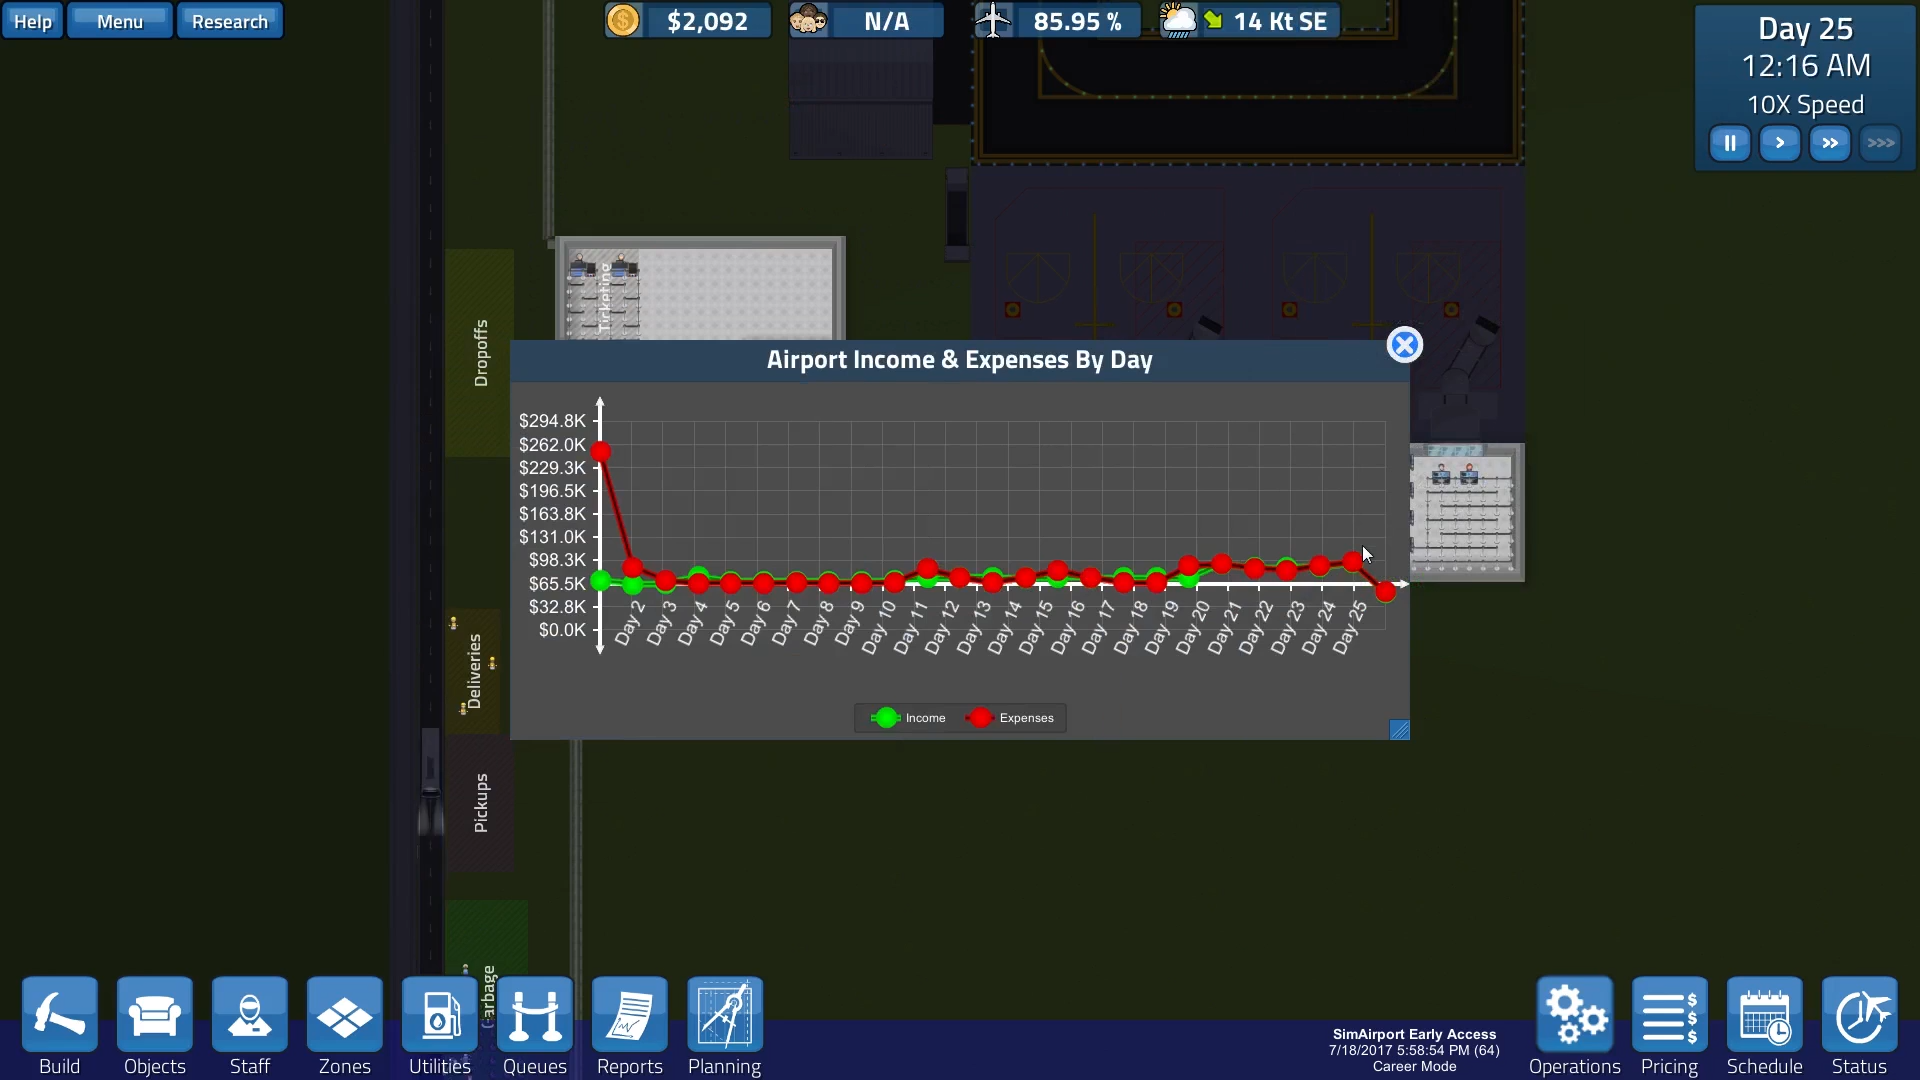 Help
Menu
Research
$2,092
N/A
85.95 %
14 Kt SE
Day 25
12:16 AM
10X Speed
Ticketing
Dropoffs
Airport Income & Expenses By Day
$294.8K
$262.0K
$229.3K
$196.5K
$163.8K
$131.0K
$98.3K
$65.5K
$32.8K
$0.0K
Day 2
Day 3
Day 4
Day 5
Day 6
Day 7
Day 8
Day 9
Day 10
Day 11
Day 12
Day 13
Day 14
Day 15
Day 16
Day 17
Day 18
Day 19
Day 20
Day 21
Day 22
Day 23
Day 24
Day 25
Income
Expenses
Deliveries
Pickups
Garbage
Build
Objects
Staff
Zones
Utilities
Queues
Reports
Planning
SimAirport Early Access
7/18/2017 5:58:54 PM (64)
Career Mode
Operations
Pricing
Schedule
Status